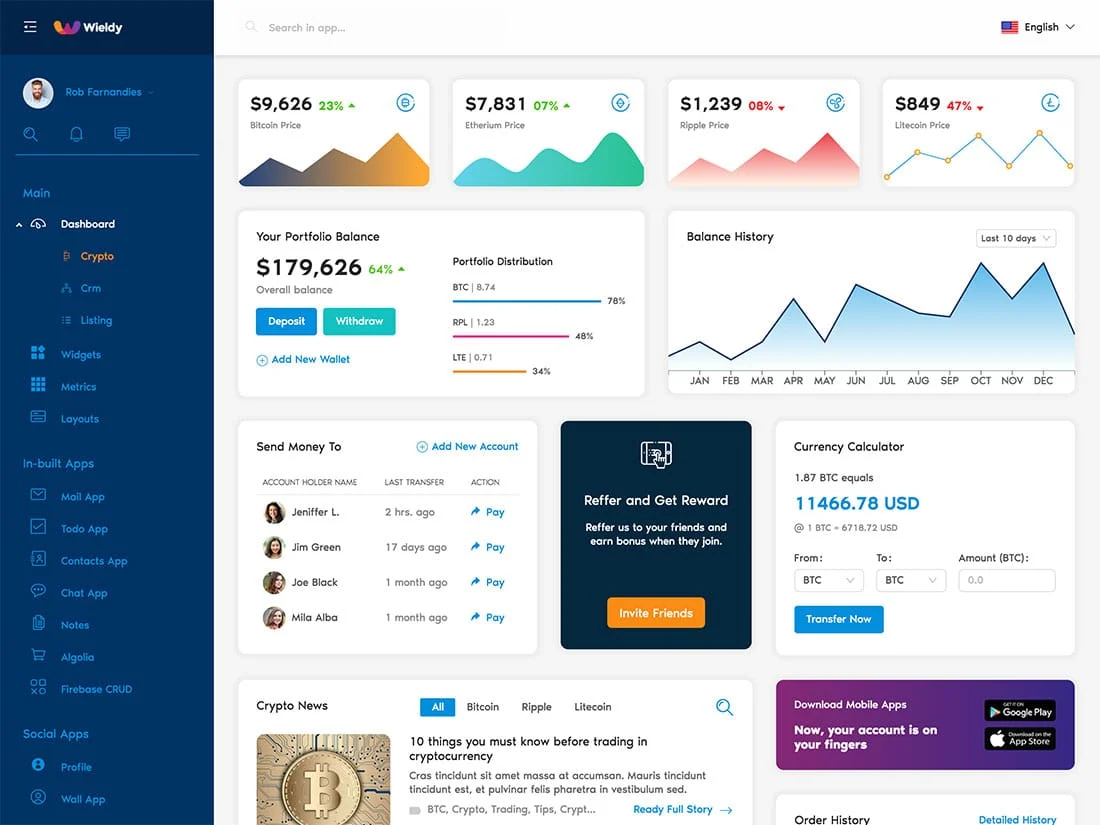 Wieldy
Search in app...
English
Rob Farnandies
Main
Dashboard
Crypto
Crm
Listing
Widgets
Metrics
Layouts
In-built Apps
Mail App
Todo App
Contacts App
Chat App
Notes
Algolia
Firebase CRUD
Social Apps
Profile
Wall App
$9,626 23%
Bitcoin Price
$7,831 07%
Etherium Price
$1,239 08%
Ripple Price
$849 47%
Litecoin Price
Your Portfolio Balance
$179,626 64%
Overall balance
Deposit Withdraw
Add New Wallet
Portfolio Distribution
BTC | 8.74
78%
RPL | 1.23
48%
LTE | 0.71
34%
Balance History
Last 10 days
JAN FEB MAR APR MAY JUN JUL AUG SEP OCT NOV DEC
Send Money To Add New Account
ACCOUNT HOLDER NAME LAST TRANSFER ACTION
Jeniffer L. 2 hrs. ago Pay
Jim Green 17 days ago Pay
Joe Black 1 month ago Pay
Mila Alba 1 month ago Pay
Reffer and Get Reward
Reffer us to your friends and
earn bonus when they join.
Invite Friends
Currency Calculator
1.87 BTC equals
11466.78 USD
@ 1 BTC = 6718.72 USD
From: To: Amount (BTC):
BTC BTC 0.0
Transfer Now
Crypto News All Bitcoin Ripple Litecoin
10 things you must know before trading in
cryptocurrency
Cras tincidunt sit amet massa at accumsan. Mauris tincidunt
tincidunt est, et pulvinar felis pharetra in vestibulum sed.
BTC, Crypto, Trading, Tips, Crypt... Ready Full Story
Download Mobile Apps
Now, your account is on
your fingers
GET IT ON
Google Play
Download on the
App Store
Order History Detailed History